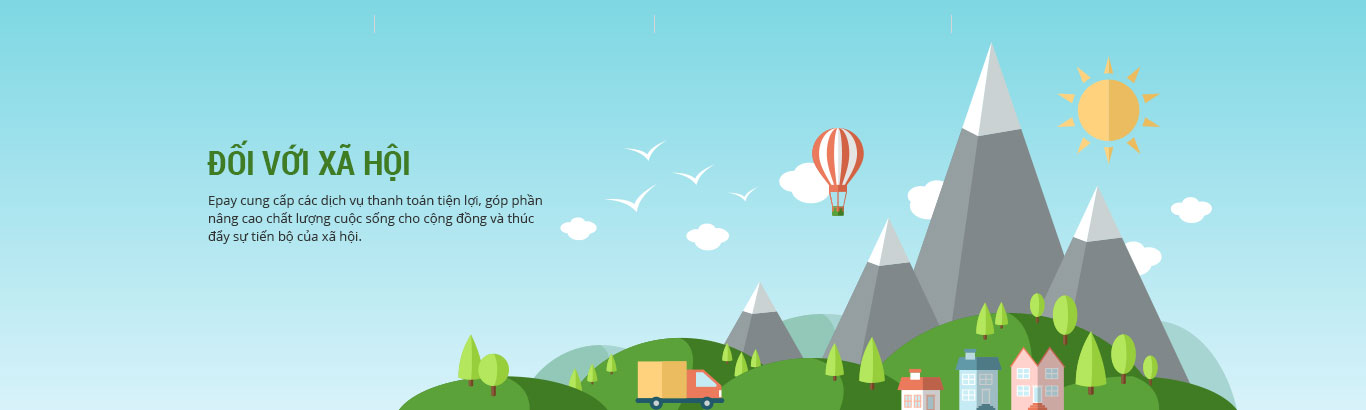 ĐỐI VỚI XÃ HỘI
Epay cung cấp các dịch vụ thanh toán tiện lợi, góp phần
nâng cao chất lượng cuộc sống cho cộng đồng và thúc
đẩy sự tiến bộ của xã hội.